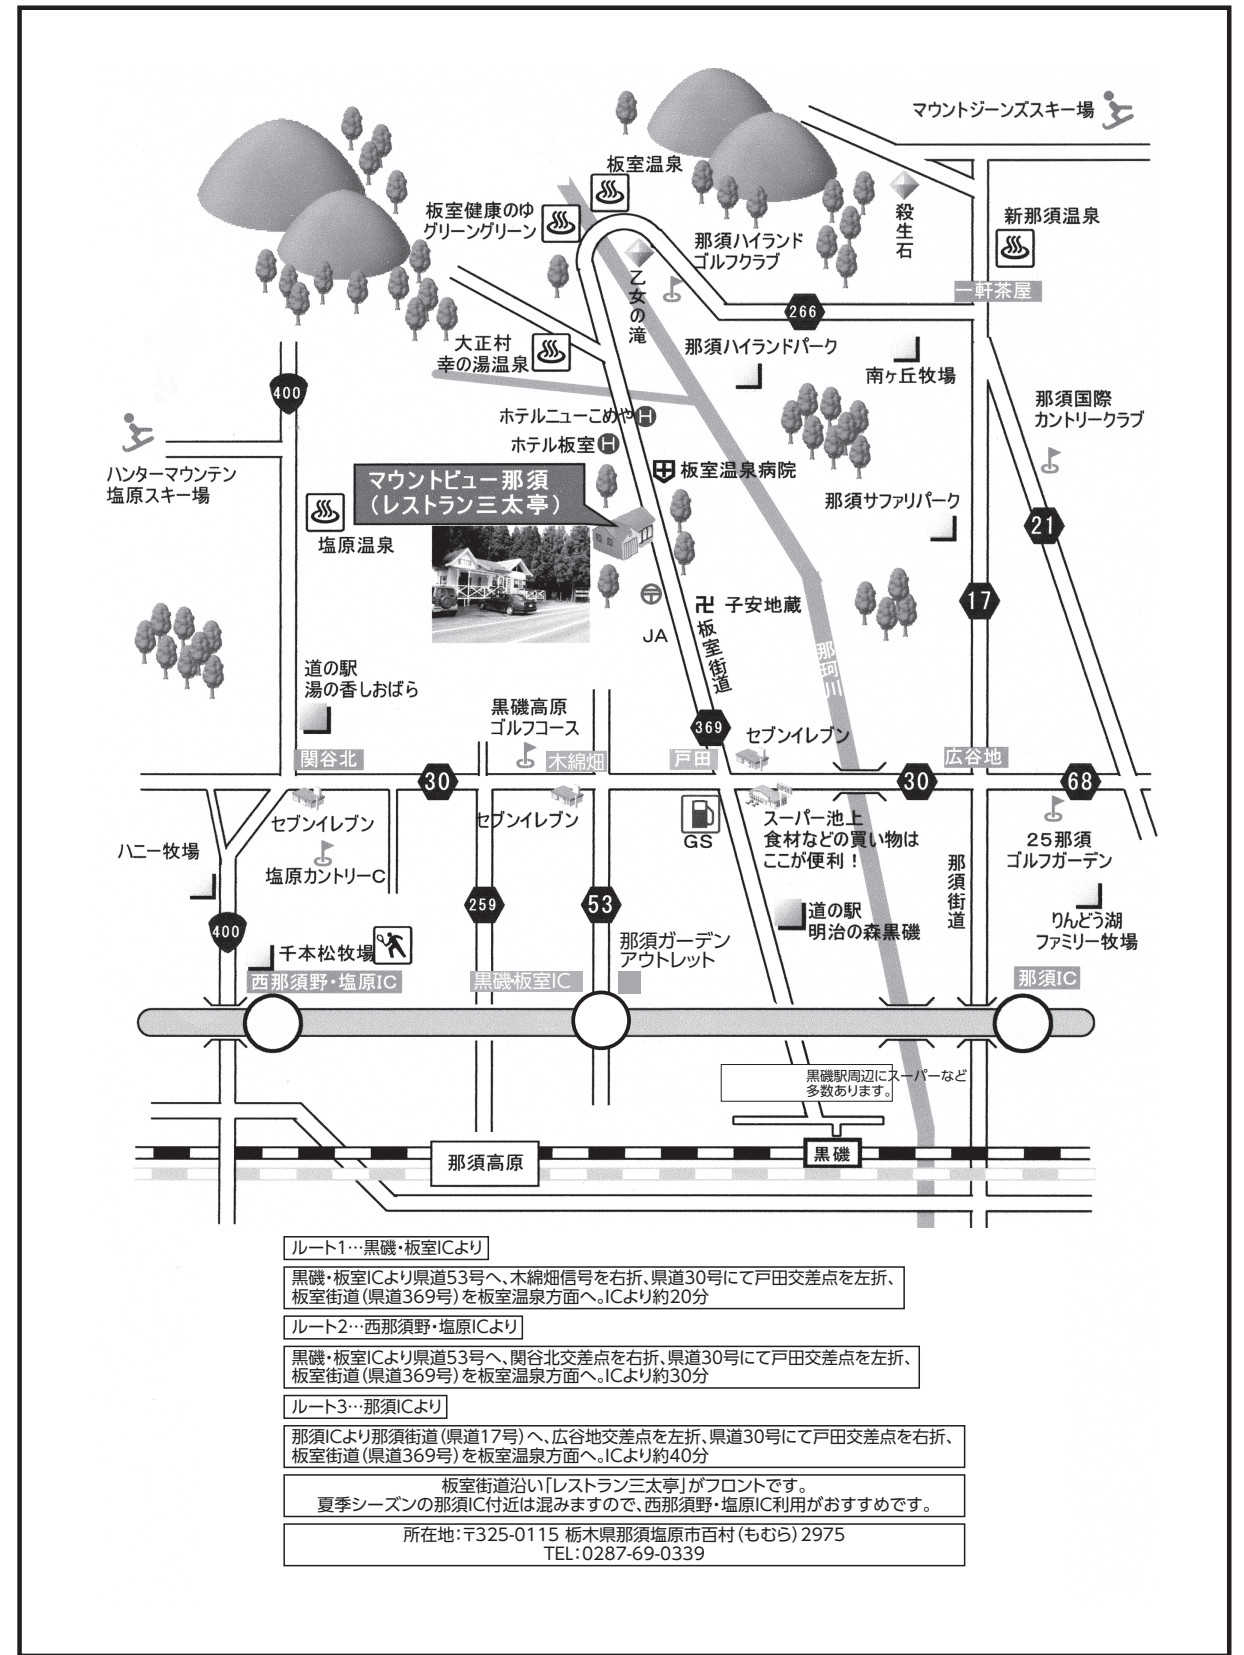 マウントジーンズスキー場
板室温泉
殺生石
板室健康のゆ
グリーングリーン
新那須温泉
那須ハイランド
ゴルフクラブ
乙女の滝
一軒茶屋
266
大正村
幸の湯温泉
那須ハイランドパーク
南ヶ丘牧場
400
那須国際
カントリークラブ
ホテルニューこめや H
ホテル板室 H
ハンターマウンテン
塩原スキー場
マウントビュー那須
(レストラン三太亭)
板室温泉病院
那須サファリパーク
21
塩原温泉
17
〒
卍 子安地蔵
JA
板室街道
那珂川
道の駅
湯の香しおばら
黒磯高原
ゴルフコース
369
セブンイレブン
関谷北
木綿畑
戸田
広谷地
30
30
68
セブンイレブン
セブンイレブン
GS
スーパー池上
食材などの買い物は
ここが便利！
25那須
ゴルフガーデン
ハニー牧場
塩原カントリーC
那須街道
259
53
道の駅
明治の森黒磯
りんどう湖
ファミリー牧場
400
千本松牧場
那須ガーデン
アウトレット
西那須野・塩原IC
黒磯・板室IC
那須IC
黒磯駅周辺にスーパーなど
多数あります。
那須高原
黒磯
ルート1…黒磯・板室ICより
黒磯・板室ICより県道53号へ、木綿畑信号を右折、県道30号にて戸田交差点を左折、
板室街道(県道369号)を板室温泉方面へ。ICより約20分
ルート2…西那須野・塩原ICより
黒磯・板室ICより県道53号へ、関谷北交差点を右折、県道30号にて戸田交差点を左折、
板室街道(県道369号)を板室温泉方面へ。ICより約30分
ルート3…那須ICより
那須ICより那須街道(県道17号)へ、広谷地交差点を左折、県道30号にて戸田交差点を右折、
板室街道(県道369号)を板室温泉方面へ。ICより約40分
板室街道沿い「レストラン三太亭」がフロントです。
夏季シーズンの那須IC付近は混みますので、西那須野・塩原IC利用がおすすめです。
所在地:〒325-0115 栃木県那須塩原市百村(もむら)2975
TEL:0287-69-0339